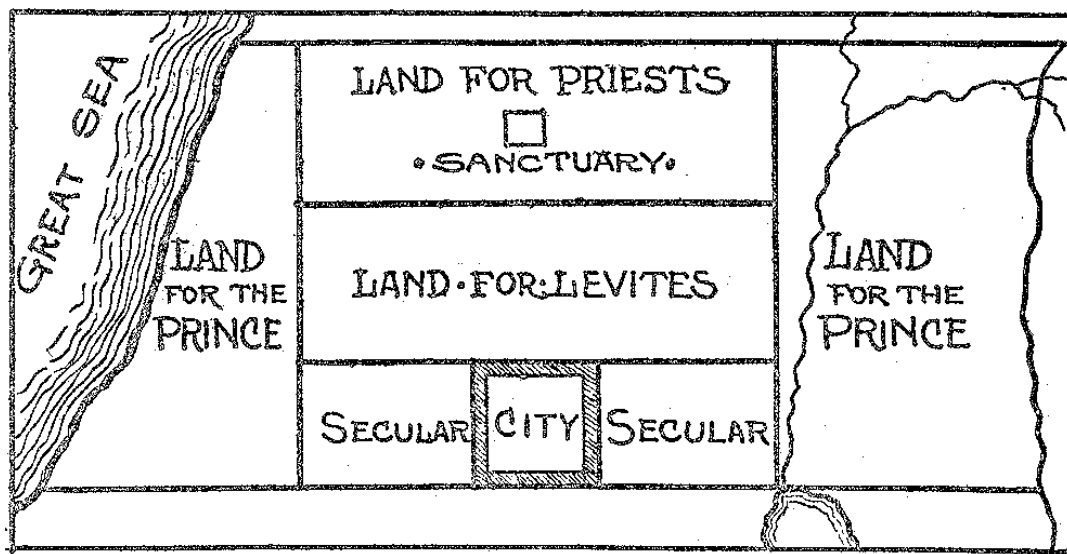 GREAT SEA
LAND FOR PRIESTS
•SANCTUARY•
LAND
FOR THE
PRINCE
LAND•FOR:LEVITES
LAND
FOR THE
PRINCE
SECULAR
CITY
SECULAR